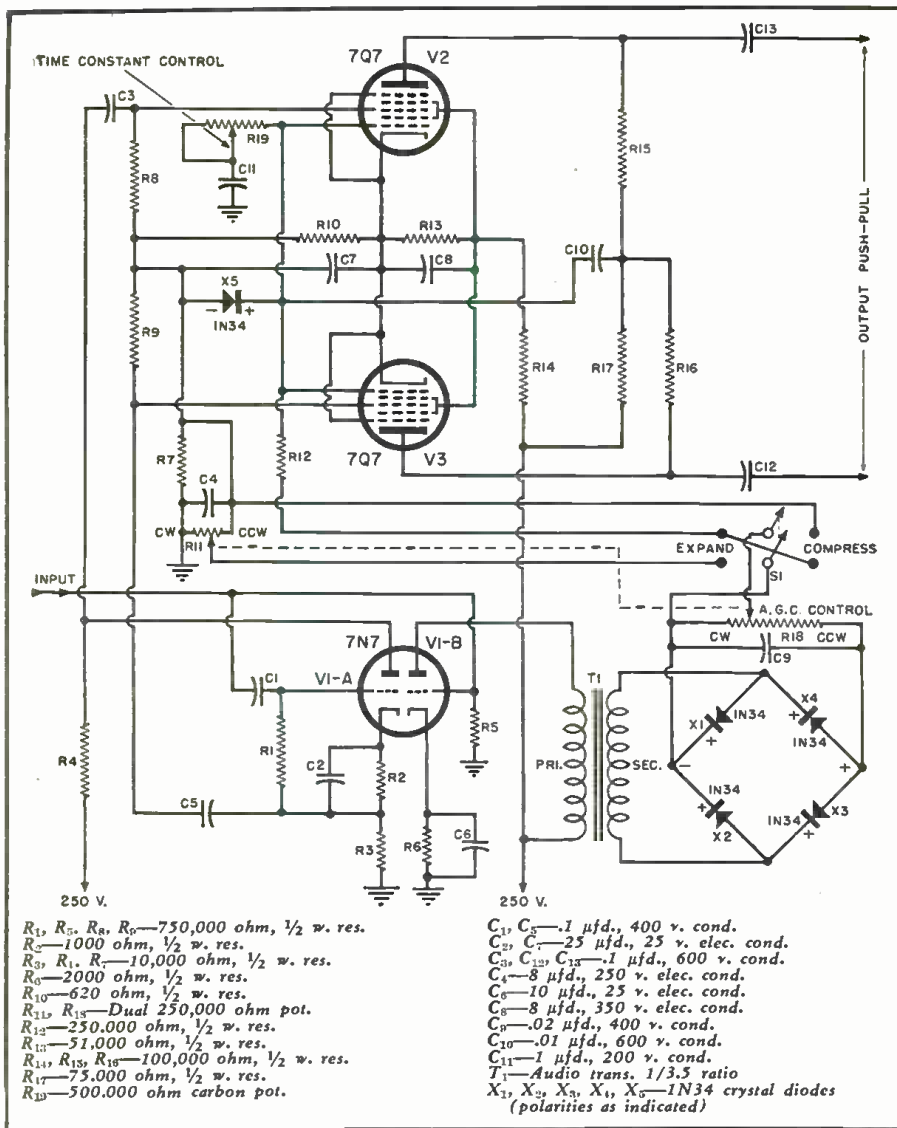 C13
7Q7 V2
TIME CONSTANT CONTROL
C3
R19
C11
R8
R15
R10
R13
C10
C7
C8
X5
- +
1N34
R9
R14
R17
R16
OUTPUT PUSH-PULL
7Q7 V3
C12
R7
R12
C4
CW CCW
R11
EXPAND COMPRESS
S1
INPUT
A.G.C. CONTROL
CW R18 CCW
C9
7N7 V1-B
V1-A
T1
C1
R5
R4
R1
C2
R2
PRI. SEC.
X1 1N34 +
X4 1N34
- +
1N34 + X2
1N34 + X3
C5
R3
R6
C6
250 V. 250 V.
R1, R5, R8, R9—750,000 ohm, 1/2 w. res.
R2—1000 ohm, 1/2 w. res.
R3, R4, R7—10,000 ohm, 1/2 w. res.
R6—2000 ohm, 1/2 w. res.
R10—620 ohm, 1/2 w. res.
R11, R18—Dual 250,000 ohm pot.
R12—250.000 ohm, 1/2 w. res.
R13—51,000 ohm, 1/2 w. res.
R14, R15, R16—100,000 ohm, 1/2 w. res.
R17—75.000 ohm, 1/2 w. res.
R19—500.000 ohm carbon pot.
C1, C5—.1 µfd., 400 v. cond.
C2, C7—25 µfd., 25 v. elec. cond.
C3, C12, C13—.1 µfd., 600 v. cond.
C4—8 µfd., 250 v. elec. cond.
C6—10 µfd., 25 v. elec. cond.
C8—8 µfd., 350 v. elec. cond.
C9—.02 µfd., 400 v. cond.
C10—.01 µfd., 600 v. cond.
C11—1 µfd., 200 v. cond.
T1—Audio trans. 1/3.5 ratio
X1, X2, X3, X4, X5—1N34 crystal diodes
(polarities as indicated)